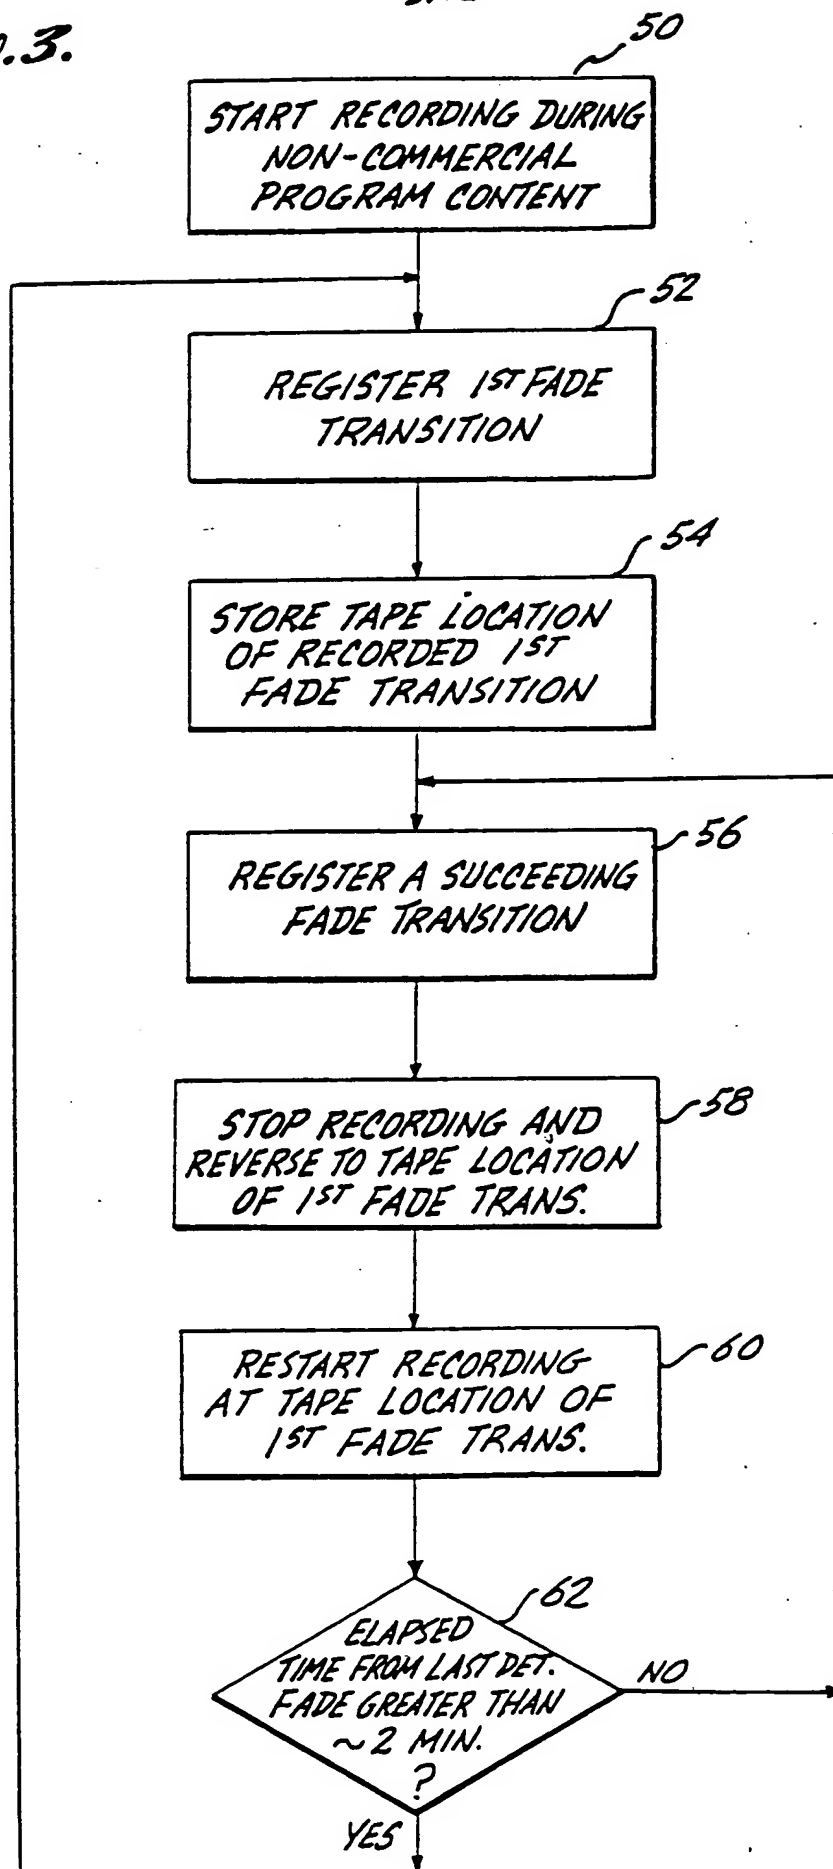 .3.
50
START RECORDING DURING
NON-COMMERCIAL
PROGRAM CONTENT
52
REGISTER 1ST FADE
TRANSITION
54
STORE TAPE LOCATION
OF RECORDED 1ST
FADE TRANSITION
56
REGISTER A SUCCEEDING
FADE TRANSITION
58
STOP RECORDING AND
REVERSE TO TAPE LOCATION
OF 1ST FADE TRANS.
60
RESTART RECORDING
AT TAPE LOCATION OF
1ST FADE TRANS.
62
ELAPSED
TIME FROM LAST DET.
FADE GREATER THAN
~2 MIN.
?
NO
YES